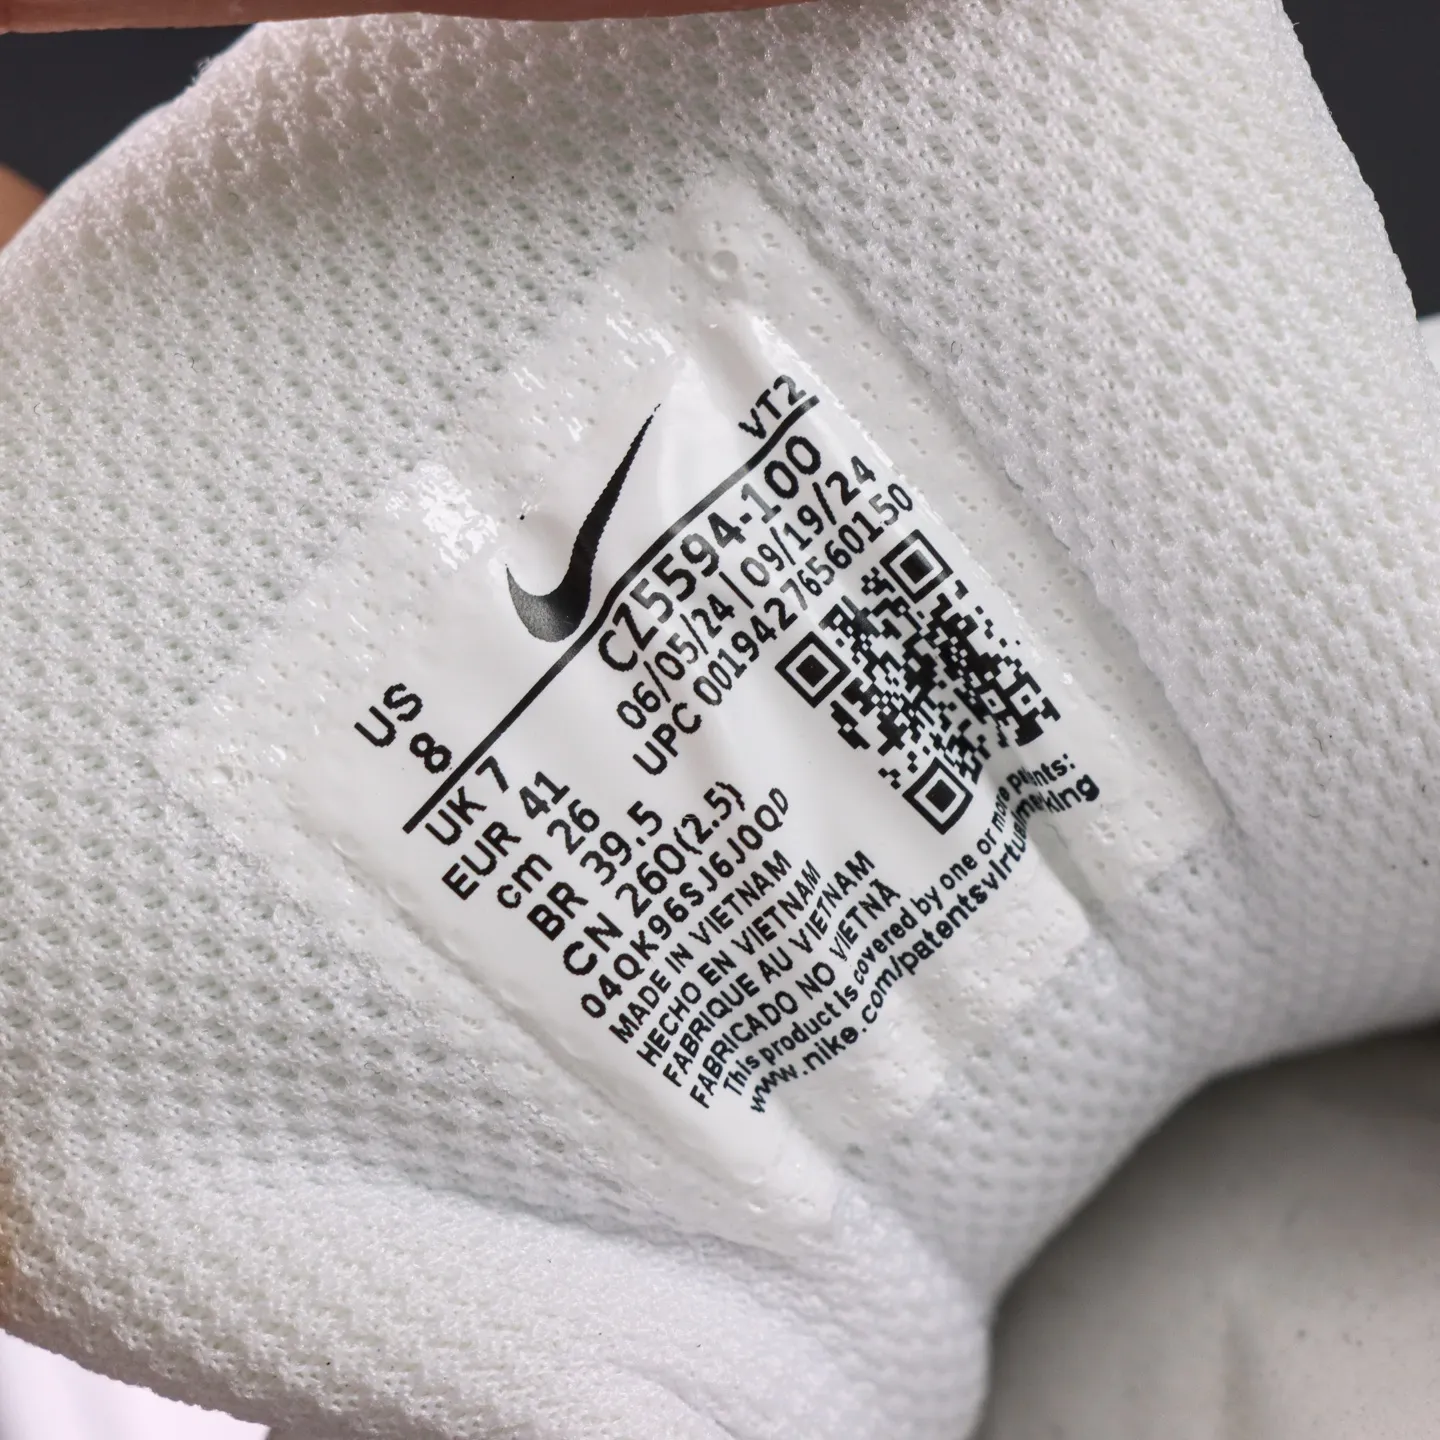 VT2
US
8
CZ5594-100
06/05/24 | 09/19/24
UPC 00194276560150
UK 7
EUR 41
cm 26
BR 39.5
CN 260(2.5)
04QK96SJ6J0QD
MADE IN VIETNAM
HECHO EN VIETNAM
FABRIQUE AU VIETNAM
FABRICADO NO VIETNÃ
This product is covered by one or more patents:
www.nike.com/patentsvirtualmarking